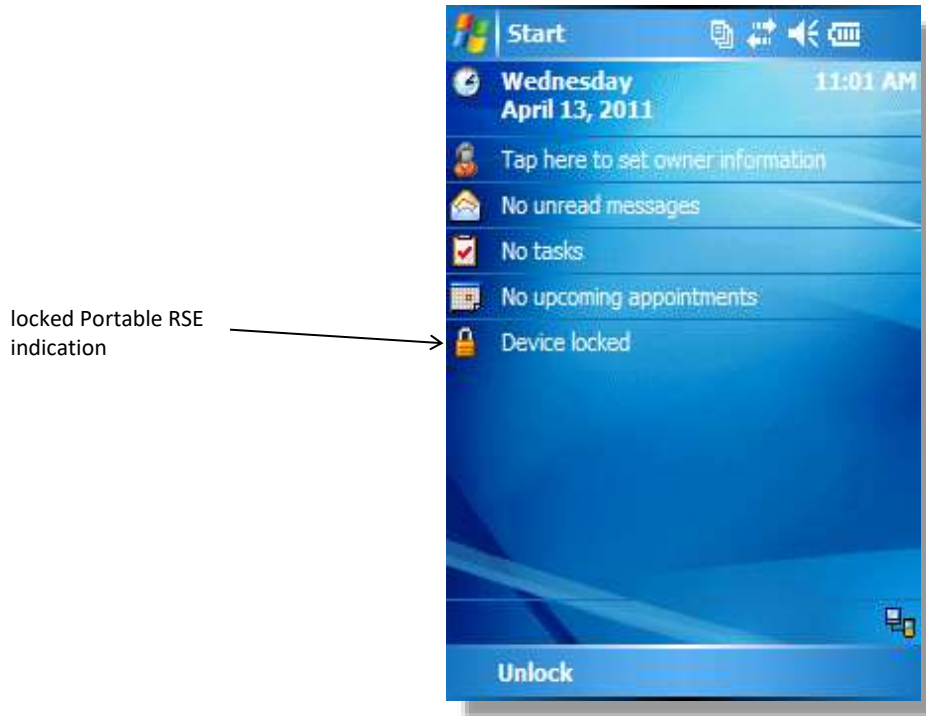 Start
Wednesday 11:01 AM
April 13, 2011
Tap here to set owner information
No unread messages
No tasks
No upcoming appointments
locked Portable RSE
indication
Device locked
Unlock